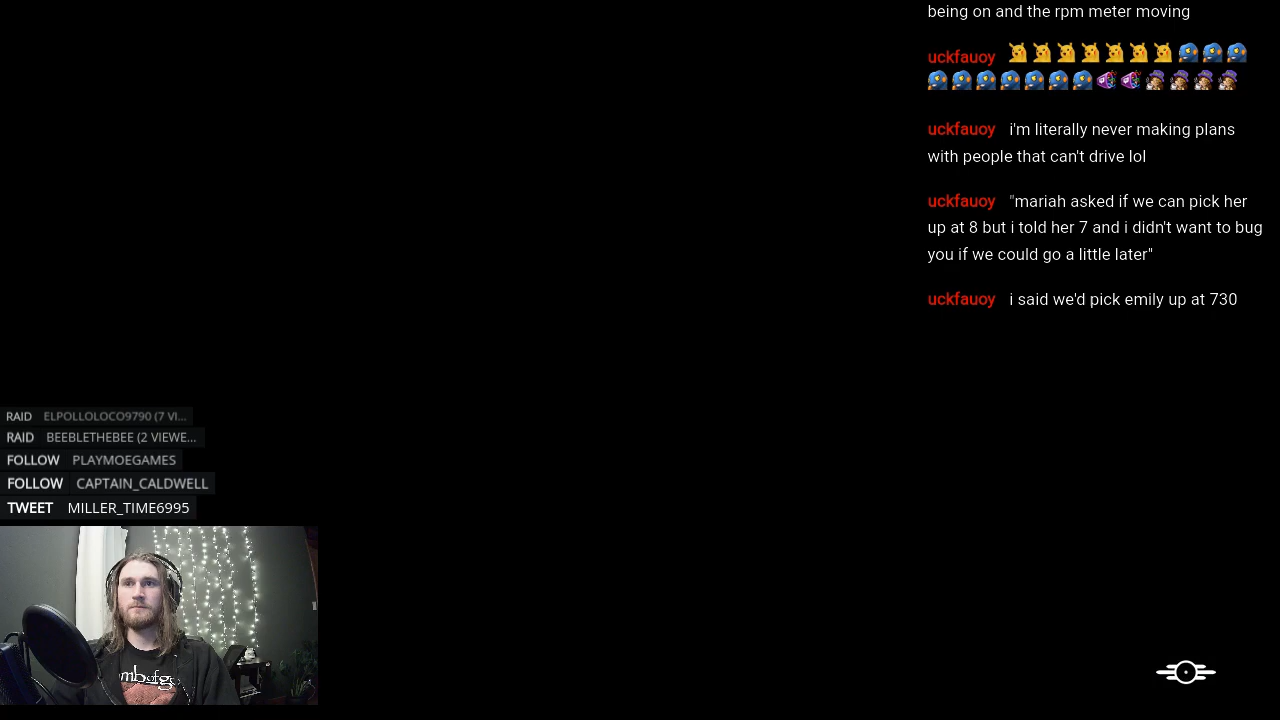 being on and the rpm meter moving
uckfauoy
uckfauoy i'm literally never making plans
with people that can't drive lol
uckfauoy "mariah asked if we can pick her
up at 8 but i told her 7 and i didn't want to bug
you if we could go a little later"
uckfauoy i said we'd pick emily up at 730
RAID ELPOLLOLOCO9790 (7 VI...
RAID BEEBLETHEBEE (2 VIEWE...
FOLLOW PLAYMOEGAMES
FOLLOW CAPTAIN_CALDWELL
TWEET MILLER_TIME6995